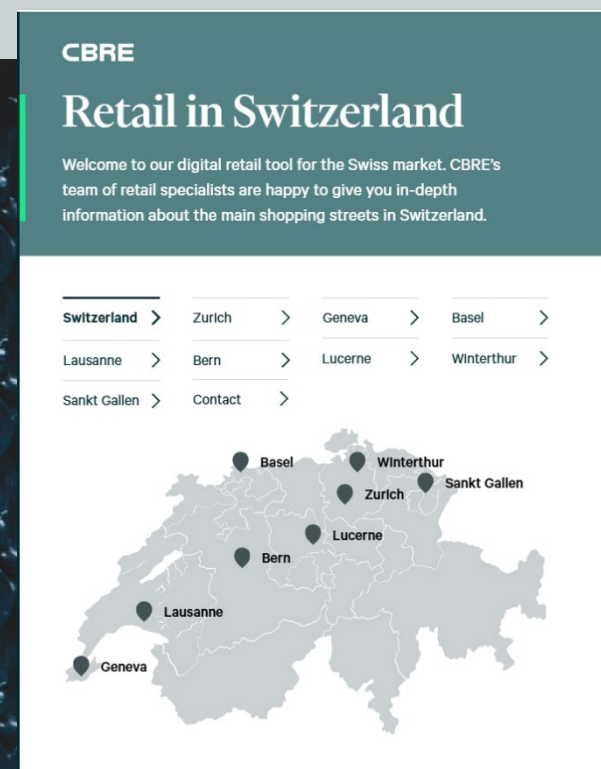 CBRE
Retail in Switzerland
Welcome to our digital retail tool for the Swiss market. CBRE's
team of retail specialists are happy to give you in-depth
information about the main shopping streets in Switzerland.
Switzerland
Zurich
Geneva
Basel
Lausanne
Bern
Lucerne
Winterthur
Sankt Gallen
Contact
Basel
Winterthur
Sankt Gallen
Zurich
Lucerne
Bern
Lausanne
Geneva